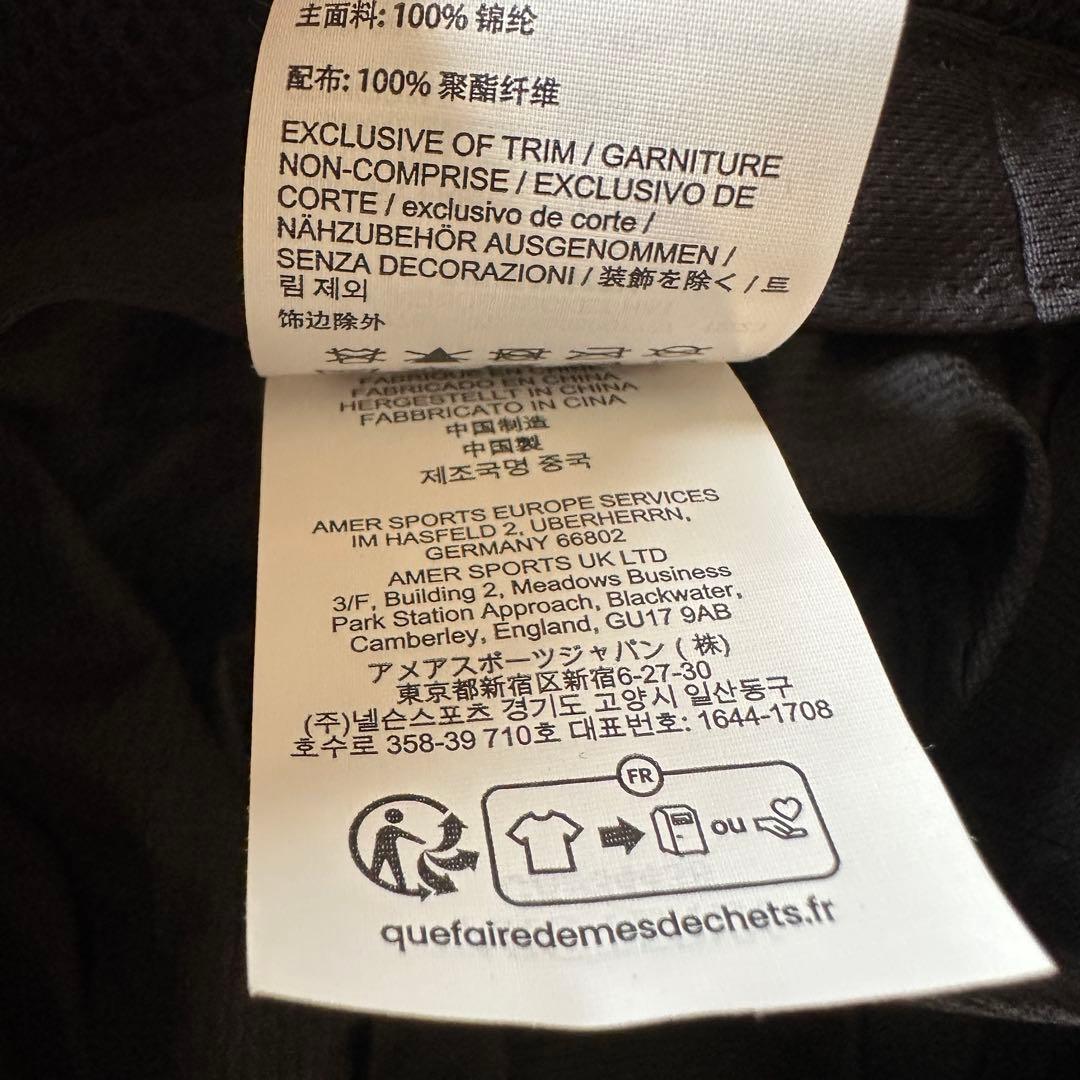 主面料: 100% 锦纶
配布: 100% 聚酯纤维
EXCLUSIVE OF TRIM / GARNITURE
NON-COMPRISE / EXCLUSIVO DE
CORTE / exclusivo de corte /
NÄHZUBEHÖR AUSGENOMMEN /
SENZA DECORAZIONI / 装飾を除く / 트
림 제외
饰边除外
FABRIQUÉ EN CHINE
FABRICADO EN CHINA
HERGESTELLT IN CHINA
FABBRICATO IN CINA
中国制造
中国製
제조국명 중국
AMER SPORTS EUROPE SERVICES
IM HASFELD 2, UBERHERRN,
GERMANY 66802
AMER SPORTS UK LTD
3/F, Building 2, Meadows Business
Park Station Approach, Blackwater,
Camberley, England, GU17 9AB
アメアスポーツジャパン ( 株)
東京都新宿区新宿6-27-30
(주)넬슨스포츠 경기도 고양시 일산동구
호수로 358-39 710호 대표번호: 1644-1708
FR
ou
quefairedemesdechets.fr